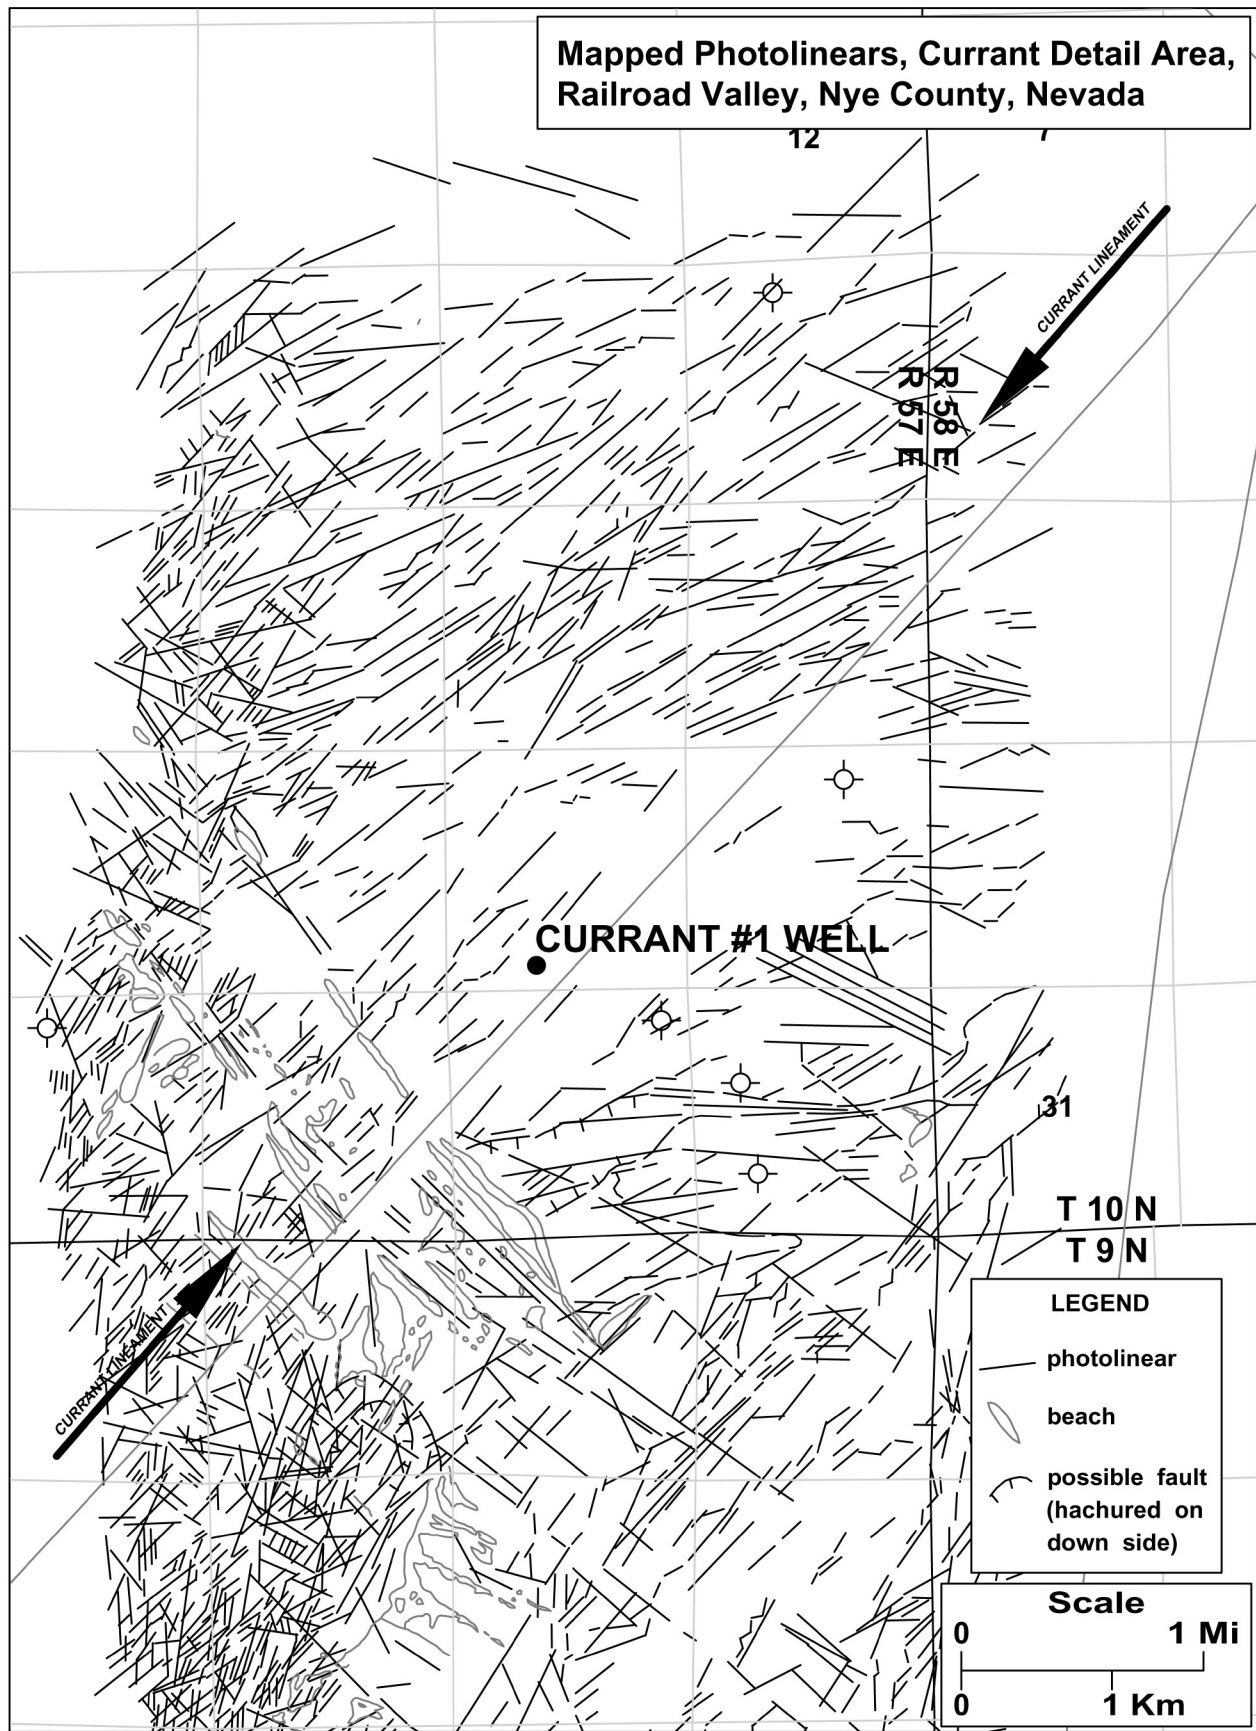 Mapped Photolinears, Currant Detail Area,
Railroad Valley, Nye County, Nevada
12
7
CURRANT LINEAMENT
R 58 E
R 57 E
CURRANT #1 WELL
31
T 10 N
T 9 N
CURRANT LINEAMENT
LEGEND
photolinear
beach
possible fault
(hachured on
down side)
Scale
0 1 Mi
0 1 Km